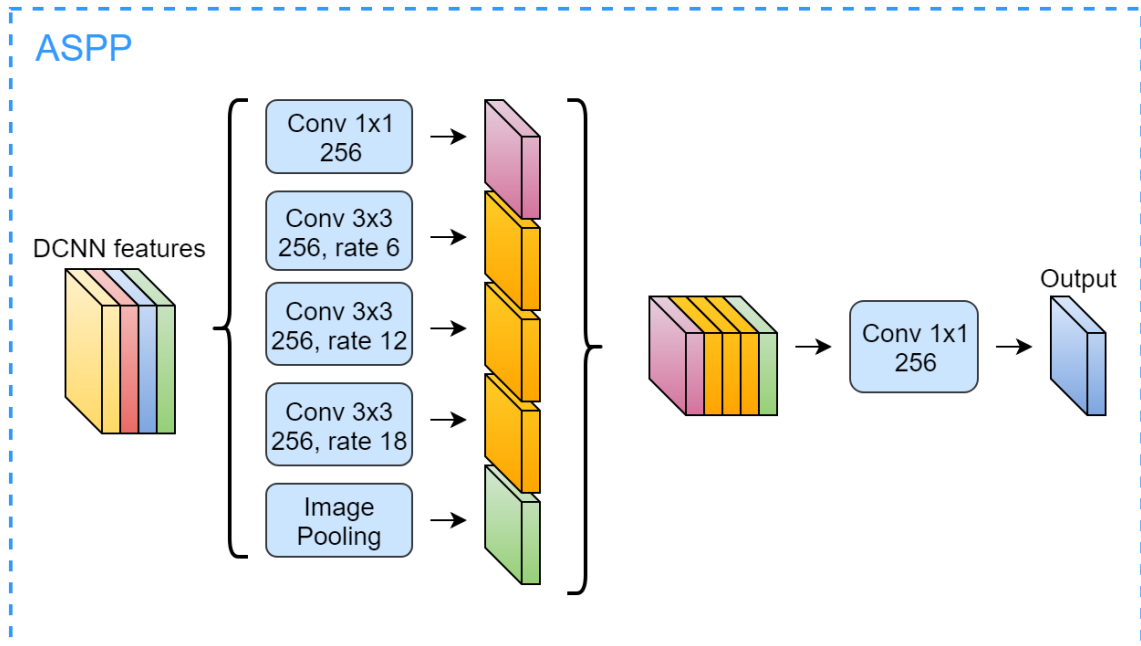 ASPP
DCNN features
Conv 1x1
256
Conv 3x3
256, rate 6
Conv 3x3
256, rate 12
Conv 3x3
256, rate 18
Image
Pooling
Conv 1x1
256
Output